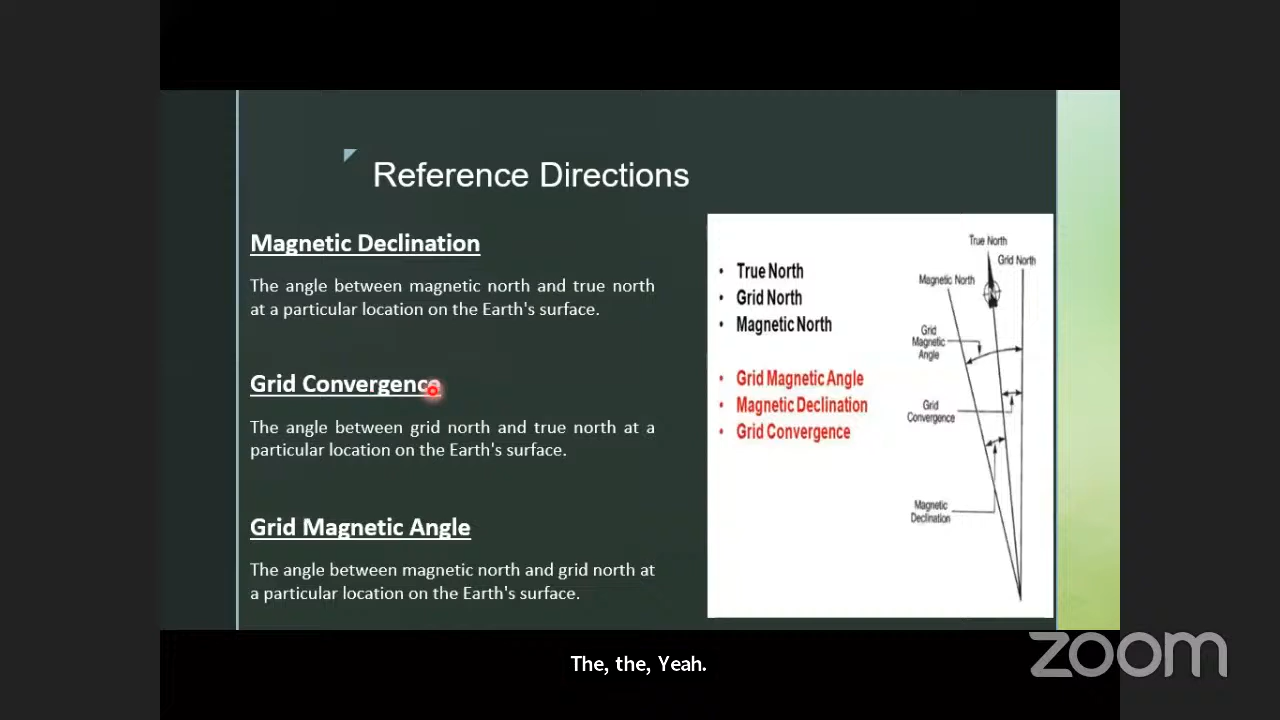 Reference Directions
Magnetic Declination
The angle between magnetic north and true north
at a particular location on the Earth's surface.
Grid Convergence
The angle between grid north and true north at a
particular location on the Earth's surface.
Grid Magnetic Angle
The angle between magnetic north and grid north at
a particular location on the Earth's surface.
• True North
• Grid North
• Magnetic North
• Grid Magnetic Angle
• Magnetic Declination
• Grid Convergence
True North
Grid North
Magnetic North
Grid
Magnetic
Angle
Grid
Convergence
Magnetic
Declination
The, the, Yeah.
zoom